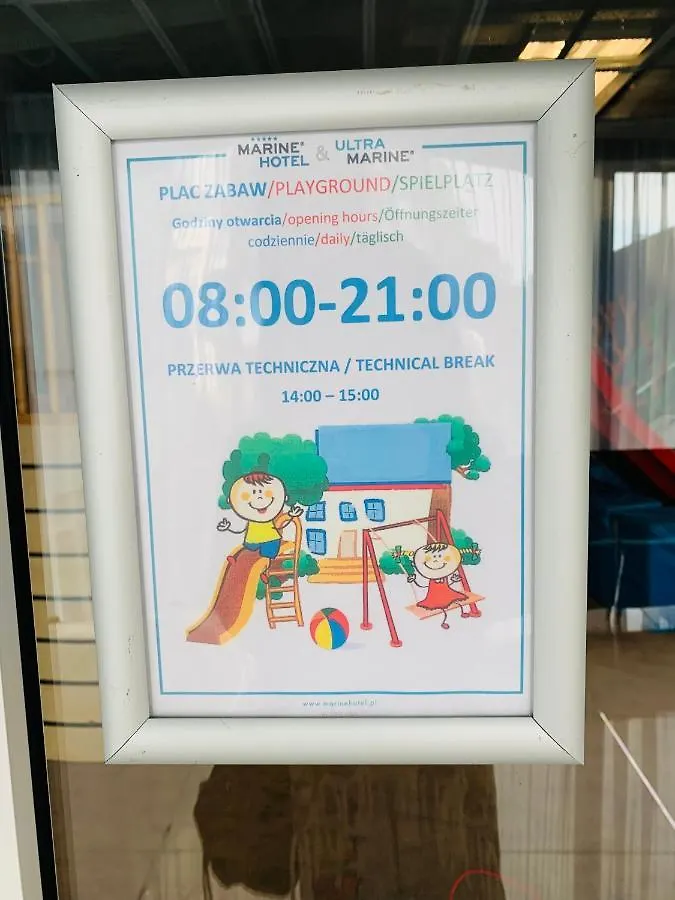 MARINE® HOTEL & ULTRA MARINE®
PLAC ZABAW/PLAYGROUND/SPIELPLATZ
Godziny otwarcia/opening hours/Öffnungszeiter
codziennie/daily/täglisch
08:00-21:00
PRZERWA TECHNICZNA / TECHNICAL BREAK
14:00 – 15:00
www.marinehotel.pl